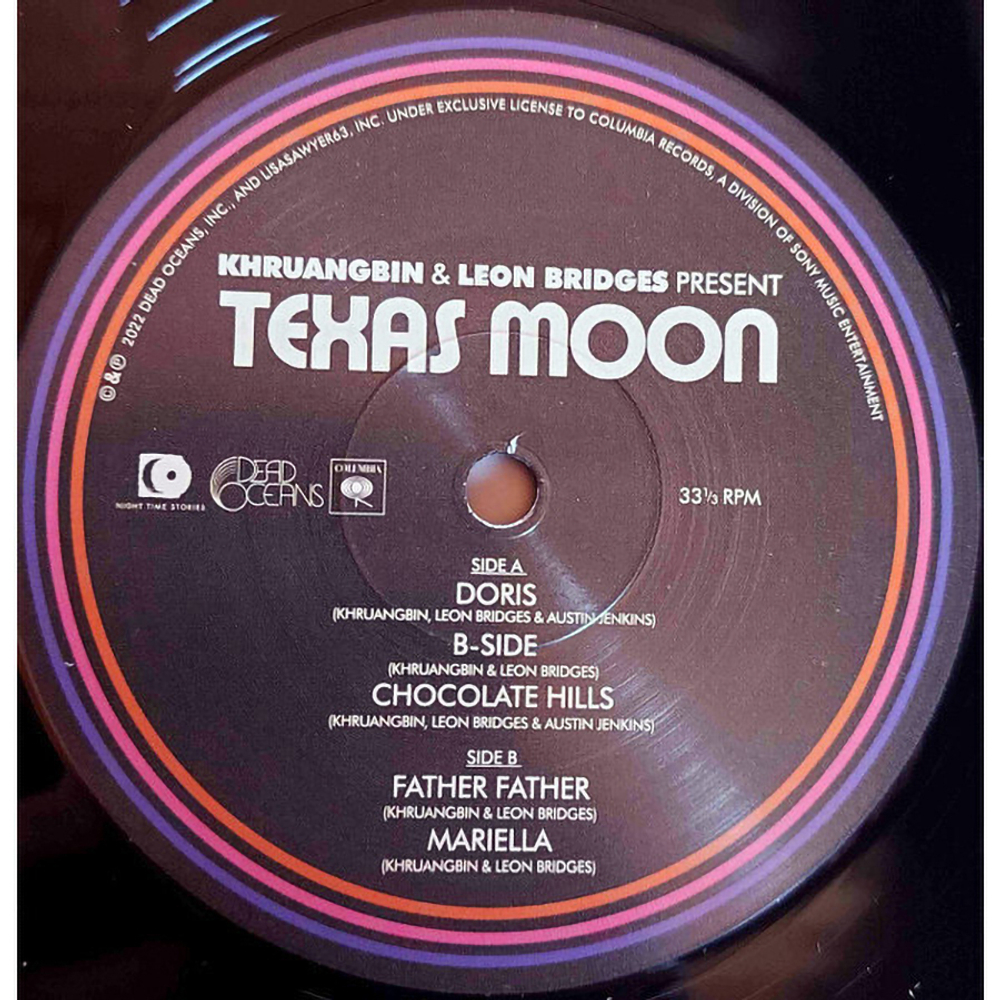 © & ℗ 2022 DEAD OCEANS, INC., AND LISASAWYER63, INC. UNDER EXCLUSIVE LICENSE TO COLUMBIA RECORDS, A DIVISION OF SONY MUSIC ENTERTAINMENT
KHRUANGBIN & LEON BRIDGES PRESENT
TEXAS MOON
NIGHT TIME STORIES
DEAD OCEANS
COLUMBIA
33⅓ RPM
SIDE A
DORIS
(KHRUANGBIN, LEON BRIDGES & AUSTIN JENKINS)
B-SIDE
(KHRUANGBIN & LEON BRIDGES)
CHOCOLATE HILLS
(KHRUANGBIN, LEON BRIDGES & AUSTIN JENKINS)
SIDE B
FATHER FATHER
(KHRUANGBIN & LEON BRIDGES)
MARIELLA
(KHRUANGBIN & LEON BRIDGES)